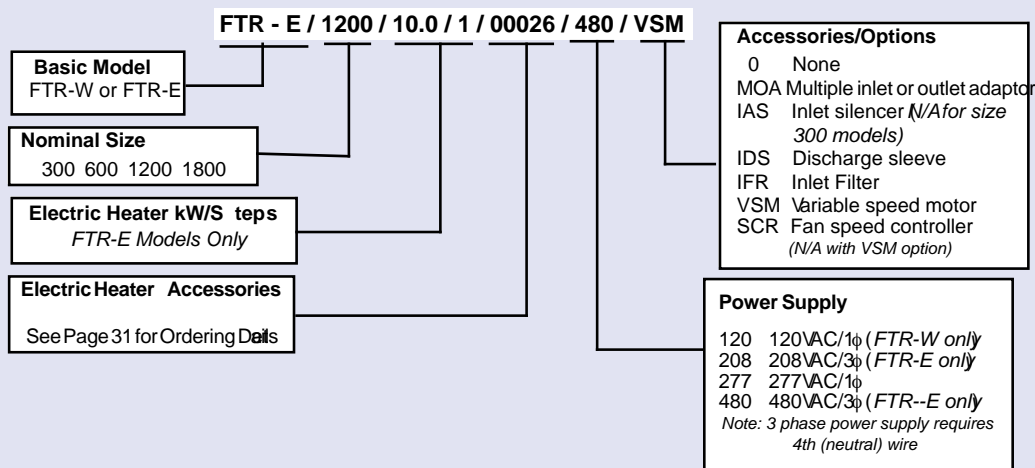 FTR - E / 1200 / 10.0 / 1 / 00026 / 480 / VSM
Basic Model
FTR-W or FTR-E
Nominal Size
300 600 1200 1800
Electric Heater kW/S teps
FTR-E Models Only
Electric Heater Accessories
See Page 31 for Ordering Details
Accessories/Options
0 None
MOA Multiple inlet or outlet adaptor
IAS Inlet silencer (N/A for size
300 models)
IDS Discharge sleeve
IFR Inlet Filter
VSM Variable speed motor
SCR Fan speed controller
(N/A with VSM option)
Power Supply
120 120VAC/1ϕ (FTR-W only)
208 208VAC/3ϕ (FTR-E only)
277 277VAC/1ϕ
480 480VAC/3ϕ (FTR--E only)
Note: 3 phase power supply requires
4th (neutral) wire